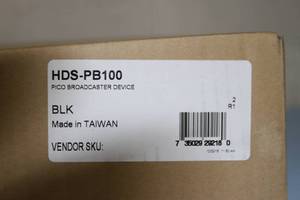 HDS-PB100
PICO BROADCASTER DEVICE
BLK
2
R1
Made in TAIWAN
VENDOR SKU:
7 35029 29218 0